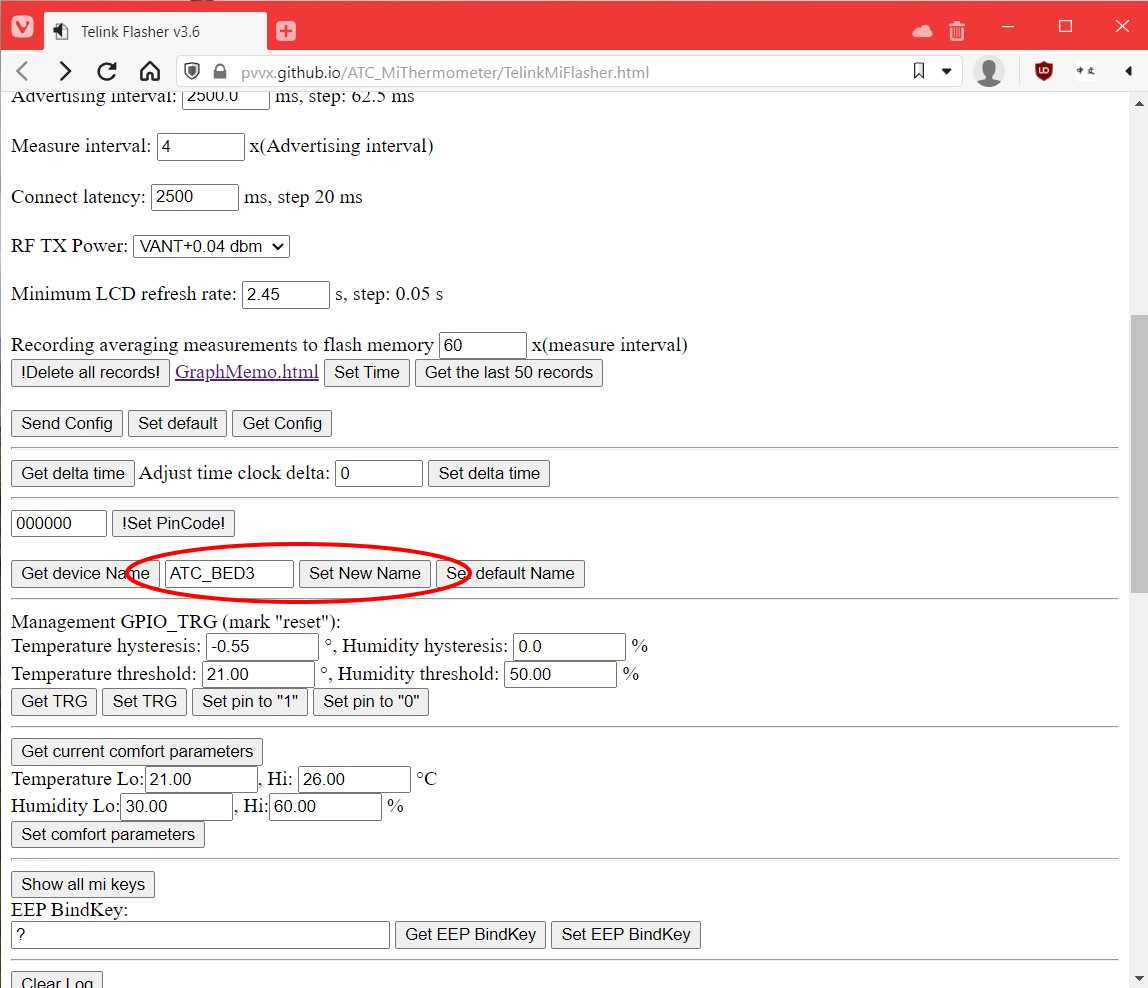 Telink Flasher v3.6
pvvx.github.io/ATC_MiThermometer/TelinkMiFlasher.html
Advertising interval: 2500.0 ms, step: 62.5 ms
Measure interval: 4 x(Advertising interval)
Connect latency: 2500 ms, step 20 ms
RF TX Power: VANT+0.04 dbm
Minimum LCD refresh rate: 2.45 s, step: 0.05 s
Recording averaging measurements to flash memory 60 x(measure interval)
!Delete all records! GraphMemo.html Set Time Get the last 50 records
Send Config Set default Get Config
Get delta time Adjust time clock delta: 0 Set delta time
000000 !Set PinCode!
Get device Name ATC_BED3 Set New Name Set default Name
Management GPIO_TRG (mark "reset"):
Temperature hysteresis: -0.55 °, Humidity hysteresis: 0.0 %
Temperature threshold: 21.00 °, Humidity threshold: 50.00 %
Get TRG Set TRG Set pin to "1" Set pin to "0"
Get current comfort parameters
Temperature Lo: 21.00 , Hi: 26.00 °C
Humidity Lo: 30.00 , Hi: 60.00 %
Set comfort parameters
Show all mi keys
EEP BindKey:
? Get EEP BindKey Set EEP BindKey
Clear Log